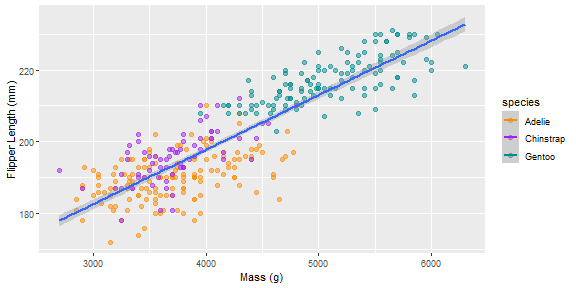 220
200
180
3000
4000
5000
6000
Mass (g)
Flipper Length (mm)
species
Adelie
Chinstrap
Gentoo